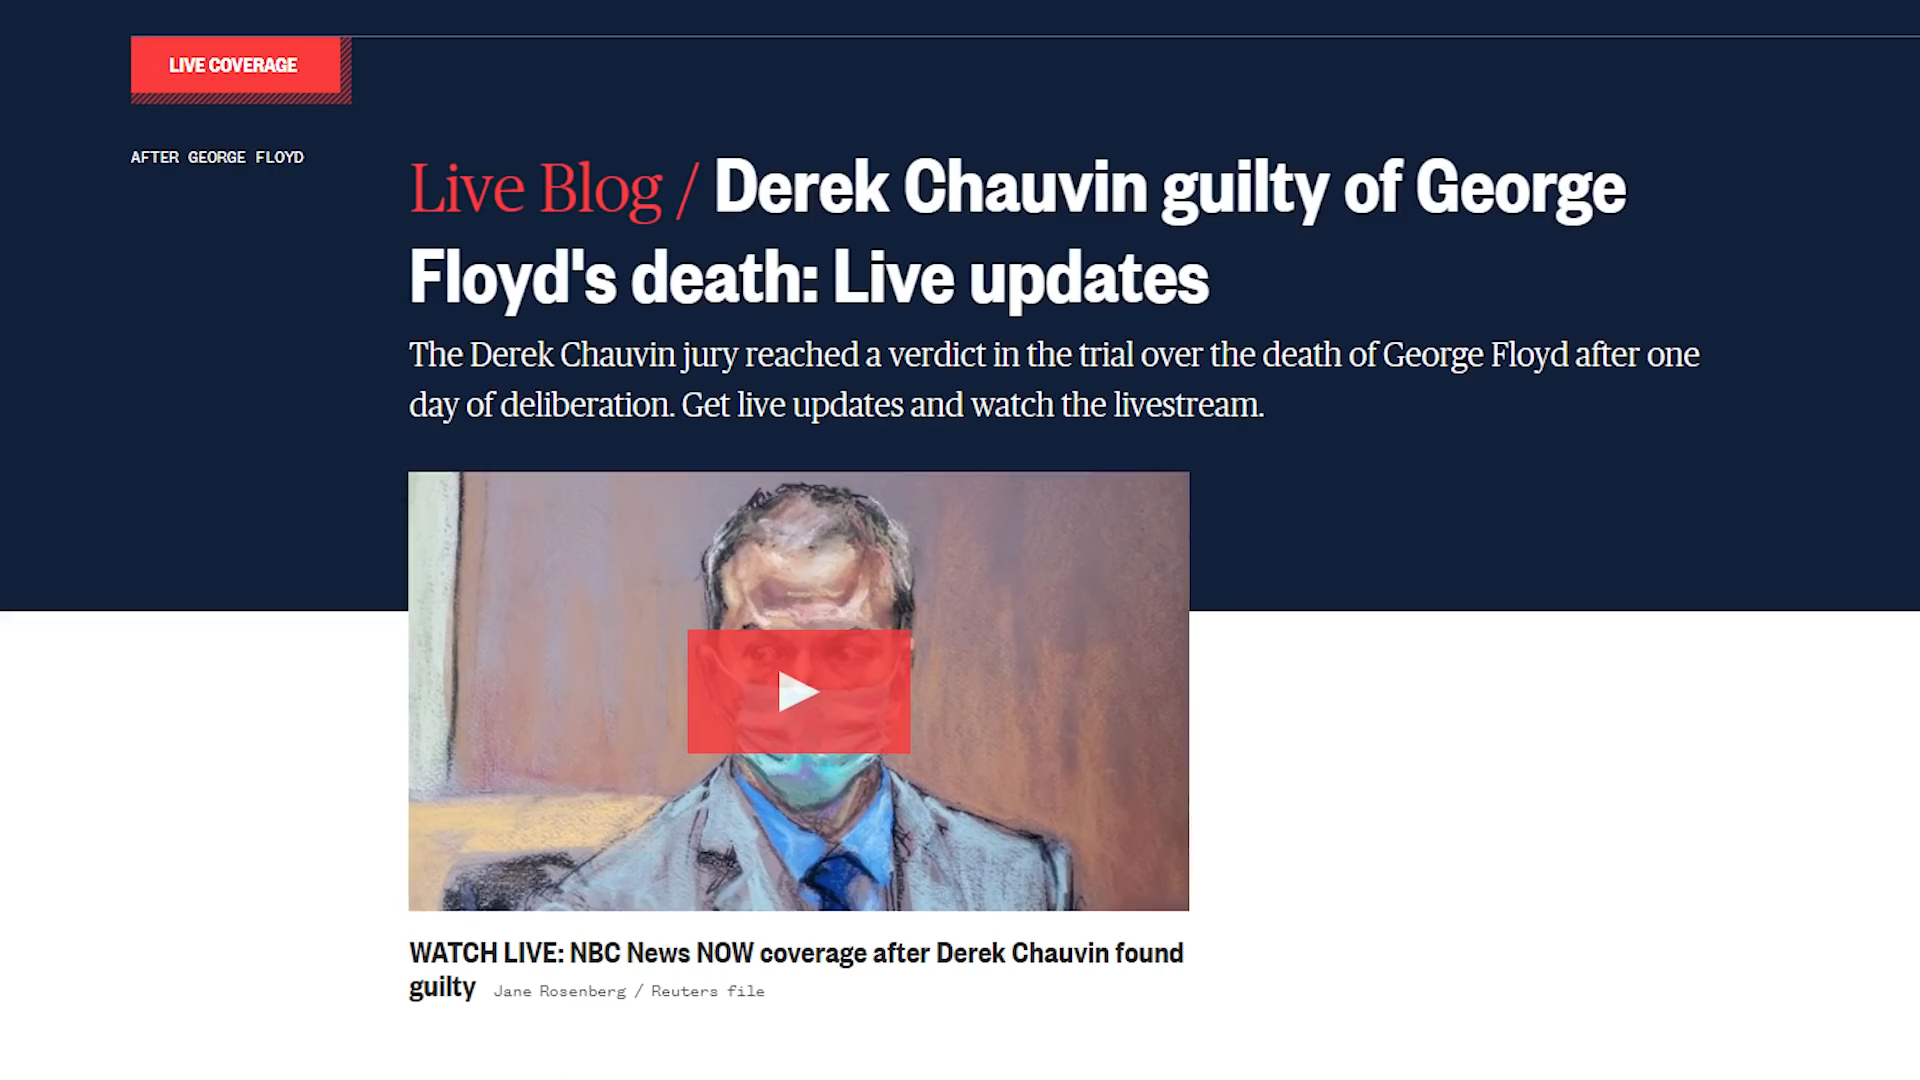 LIVE COVERAGE
AFTER GEORGE FLOYD
Live Blog / Derek Chauvin guilty of George
Floyd's death: Live updates
The Derek Chauvin jury reached a verdict in the trial over the death of George Floyd after one
day of deliberation. Get live updates and watch the livestream.
WATCH LIVE: NBC News NOW coverage after Derek Chauvin found
guilty Jane Rosenberg / Reuters file